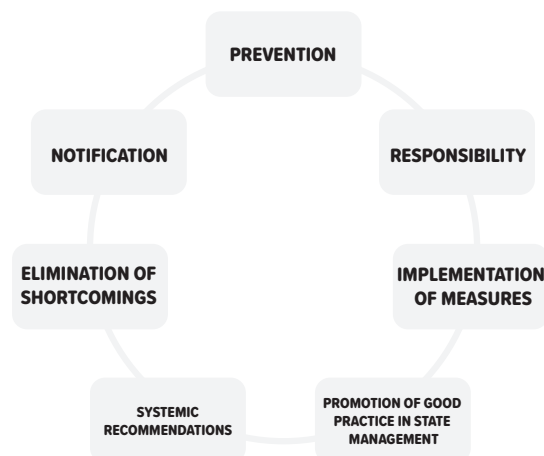 PREVENTION
NOTIFICATION
RESPONSIBILITY
ELIMINATION OF
SHORTCOMINGS
IMPLEMENTATION
OF MEASURES
SYSTEMIC
RECOMMENDATIONS
PROMOTION OF GOOD
PRACTICE IN STATE
MANAGEMENT